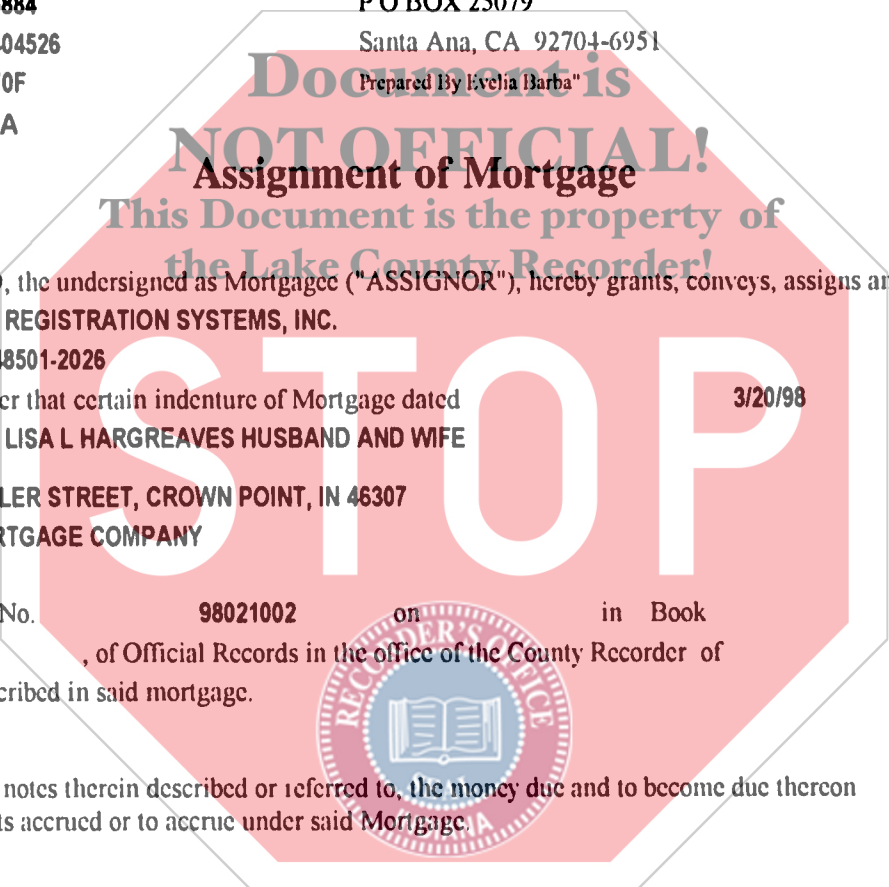 884 P O BOX 25079
04526 Santa Ana, CA 92704-6951
0F Prepared By Evelia Barba"
A
Document is
NOT OFFICIAL!
Assignment of Mortgage
This Document is the property of
the Lake County Recorder!
, the undersigned as Mortgagee ("ASSIGNOR"), hereby grants, conveys, assigns an
REGISTRATION SYSTEMS, INC.
48501-2026
er that certain indenture of Mortgage dated 3/20/98
LISA L HARGREAVES HUSBAND AND WIFE
LER STREET, CROWN POINT, IN 46307
RTGAGE COMPANY
STOP
No. 98021002 on in Book
, of Official Records in the office of the County Recorder of
cribed in said mortgage.
RECORDER'S OFFICE
SEAL
INDIANA
notes therein described or referred to, the money due and to become due thereon
ts accrued or to accrue under said Mortgage.